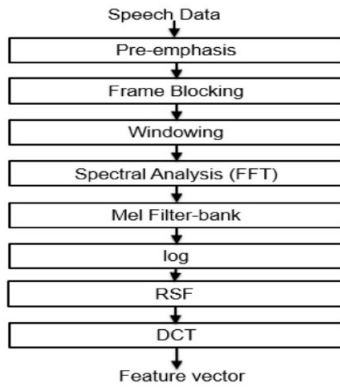 Speech Data
Pre-emphasis
Frame Blocking
Windowing
Spectral Analysis (FFT)
Mel Filter-bank
log
RSF
DCT
Feature vector